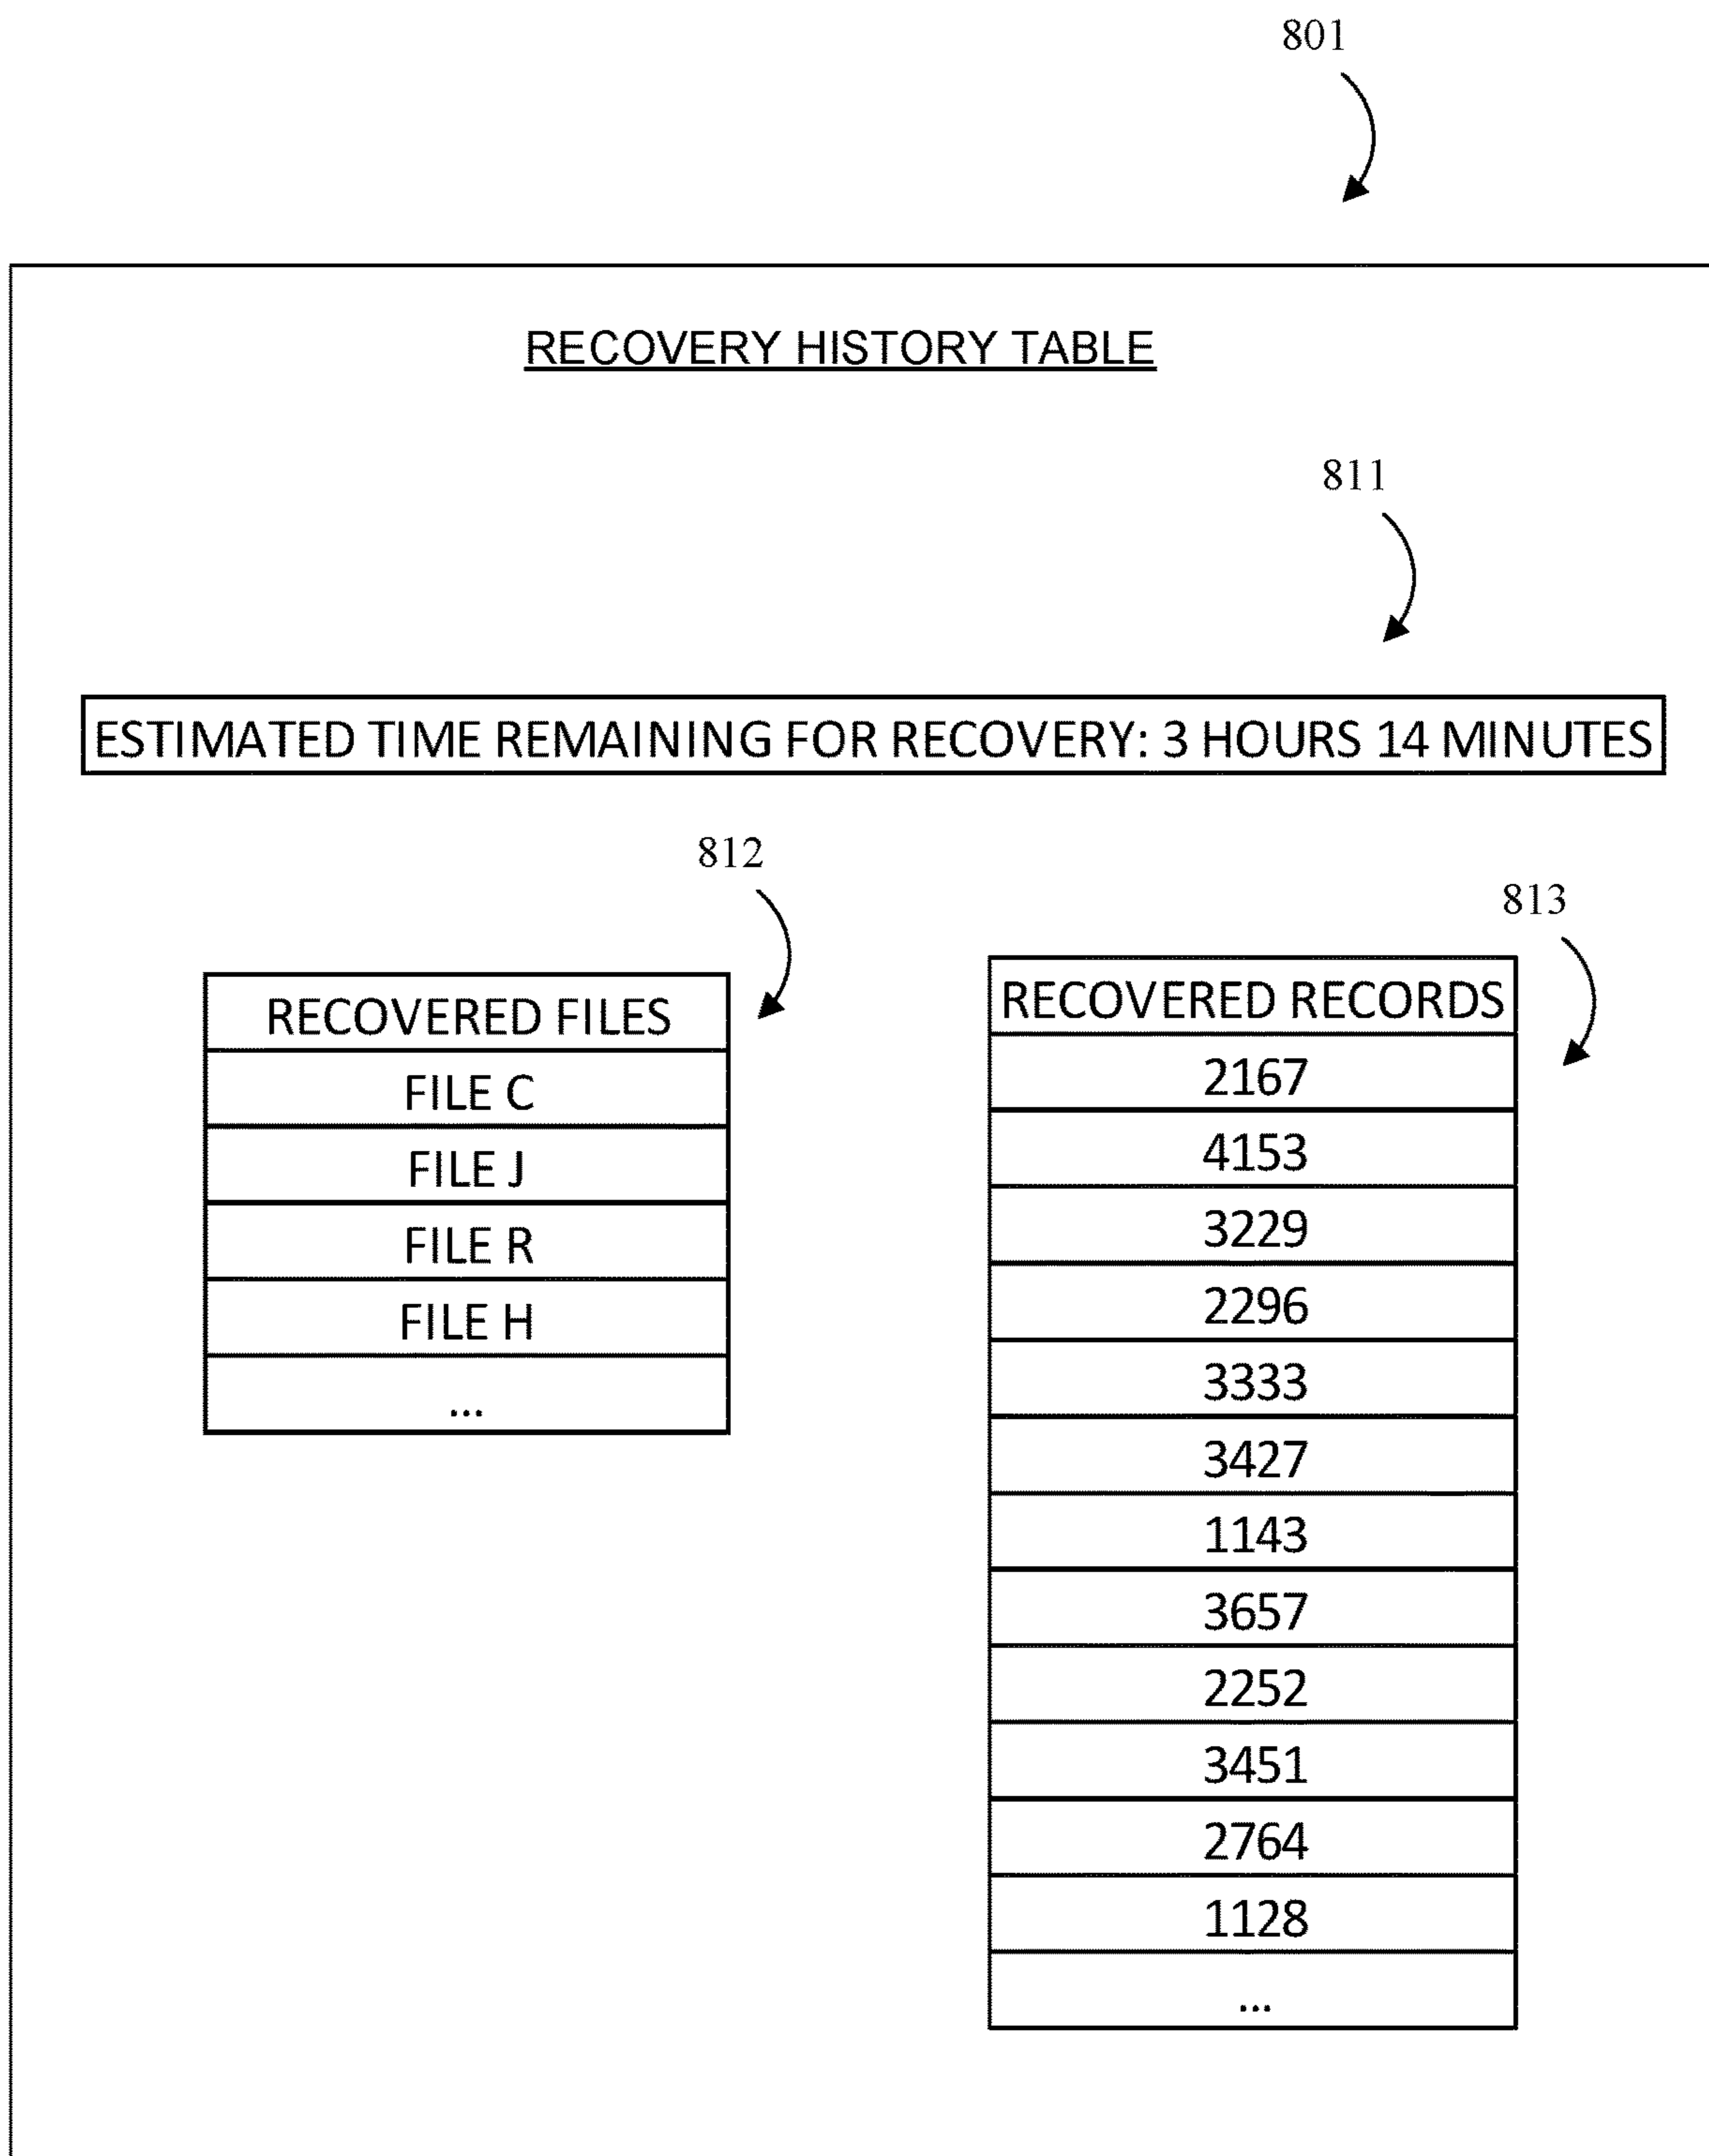 801
RECOVERY HISTORY TABLE
811
ESTIMATED TIME REMAINING FOR RECOVERY: 3 HOURS 14 MINUTES
812
813
RECOVERED FILES
FILE C
FILE J
FILE R
FILE H
...
RECOVERED RECORDS
2167
4153
3229
2296
3333
3427
1143
3657
2252
3451
2764
1128
...